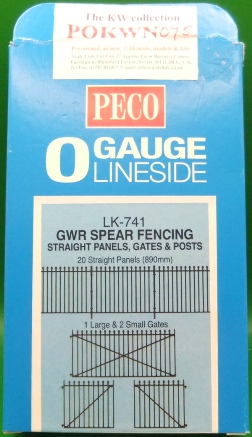 The KW collection
POKWN075
PECO
O GAUGE
LINESIDE
LK-741
GWR SPEAR FENCING
STRAIGHT PANELS, GATES & POSTS
20 Straight Panels (890mm)
1 Large & 2 Small Gates